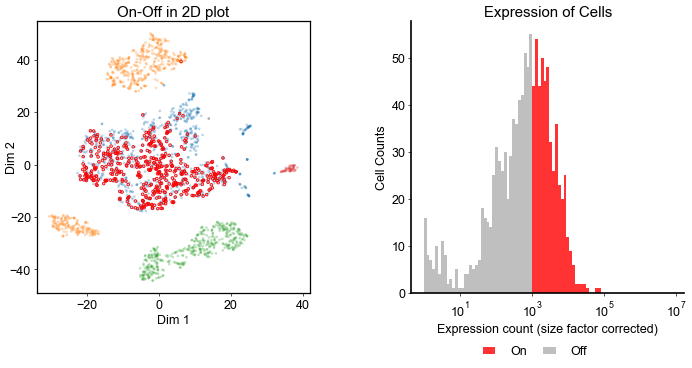 On-Off in 2D plot
Dim 2
40
20
0
−20
−40
−20
0
20
40
Dim 1
Expression of Cells
Cell Counts
50
40
30
20
10
0
10^1
10^3
10^5
10^7
Expression count (size factor corrected)
On
Off